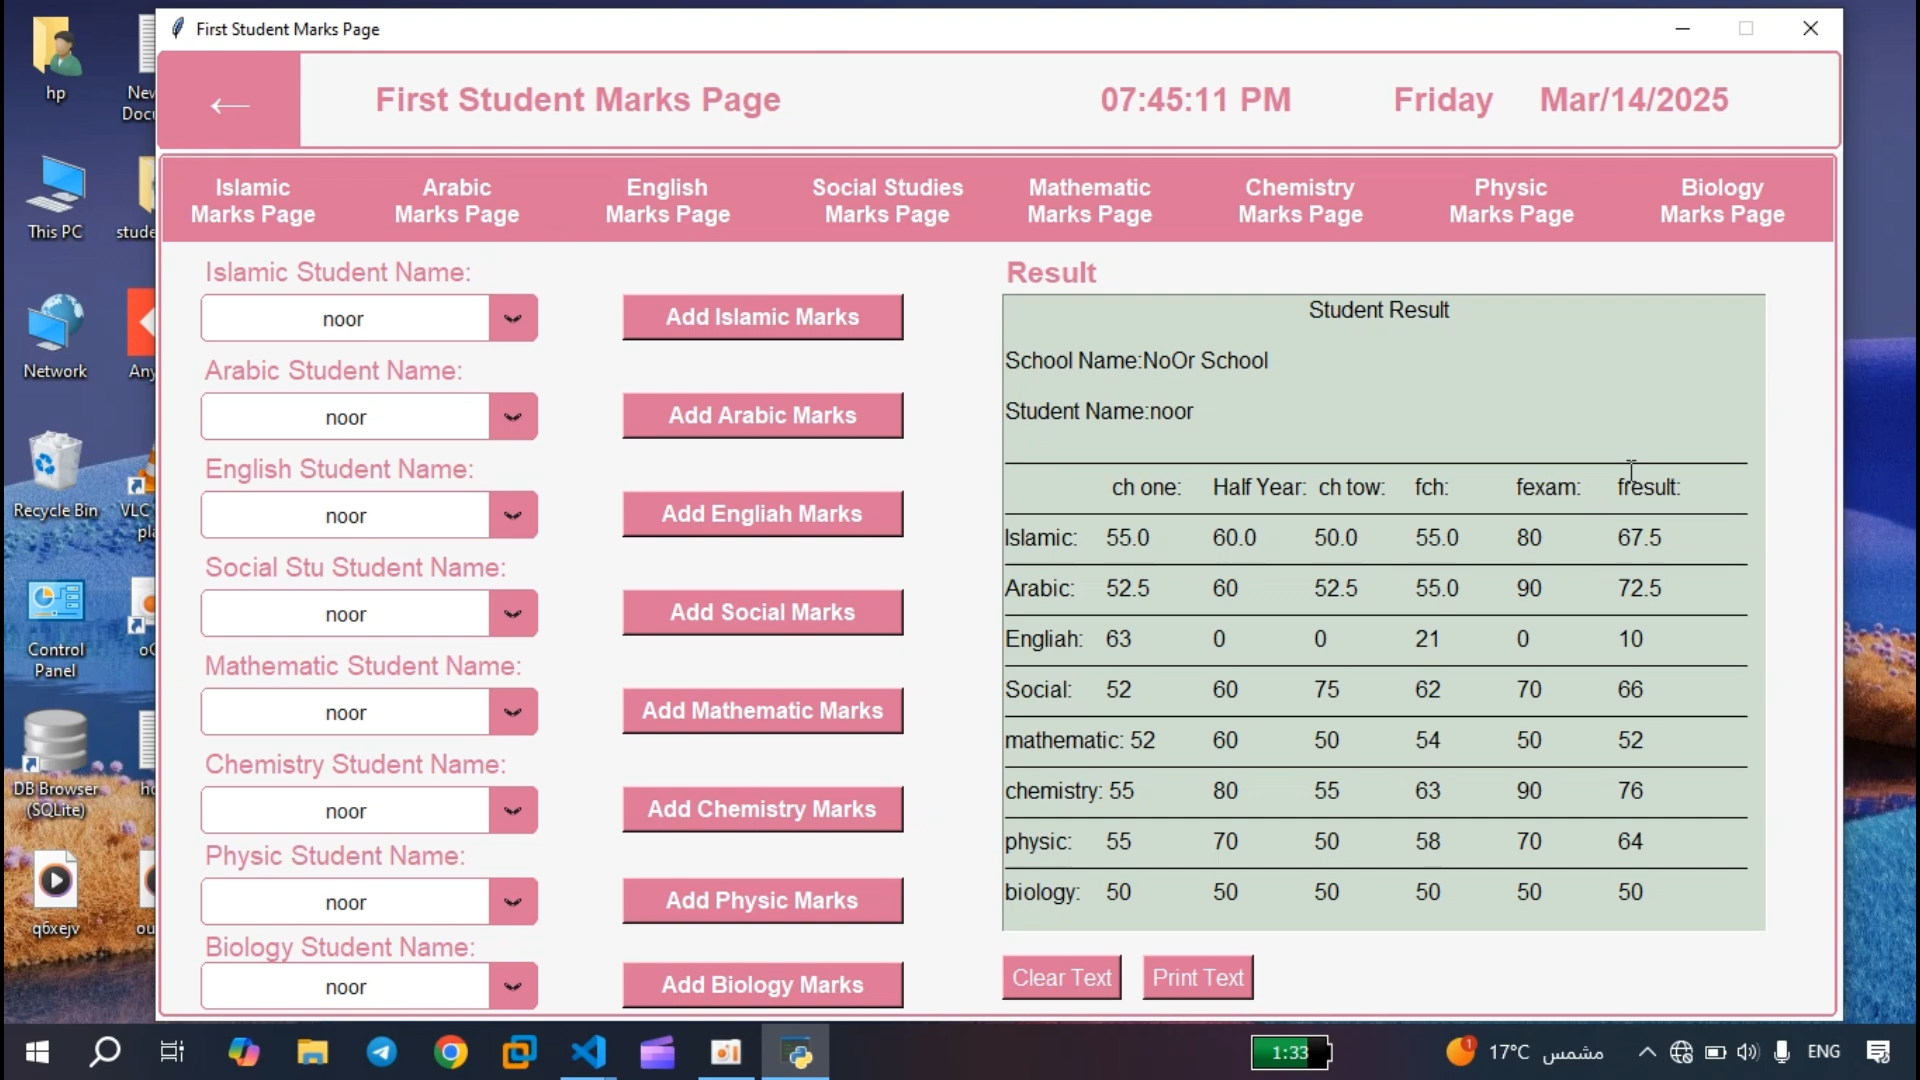 First Student Marks Page
←
First Student Marks Page
07:45:11 PM
Friday
Mar/14/2025
Islamic
Marks Page
Arabic
Marks Page
English
Marks Page
Social Studies
Marks Page
Mathematic
Marks Page
Chemistry
Marks Page
Physic
Marks Page
Biology
Marks Page
Islamic Student Name:
noor
Add Islamic Marks
Arabic Student Name:
noor
Add Arabic Marks
English Student Name:
noor
Add Engliah Marks
Social Stu Student Name:
noor
Add Social Marks
Mathematic Student Name:
noor
Add Mathematic Marks
Chemistry Student Name:
noor
Add Chemistry Marks
Physic Student Name:
noor
Add Physic Marks
Biology Student Name:
noor
Add Biology Marks
Result
Student Result
School Name:NoOr School
Student Name:noor
ch one: Half Year: ch tow: fch: fexam: fresult:
Islamic: 55.0 60.0 50.0 55.0 80 67.5
Arabic: 52.5 60 52.5 55.0 90 72.5
Engliah: 63 0 0 21 0 10
Social: 52 60 75 62 70 66
mathematic: 52 60 50 54 50 52
chemistry: 55 80 55 63 90 76
physic: 55 70 50 58 70 64
biology: 50 50 50 50 50 50
Clear Text
Print Text
hp
This PC
Network
Recycle Bin
Control
Panel
DB Browser
(SQLite)
q6xejv
New
Docu
stude
Any
VLC
pla
1:33
1
17°C مشمس
ENG